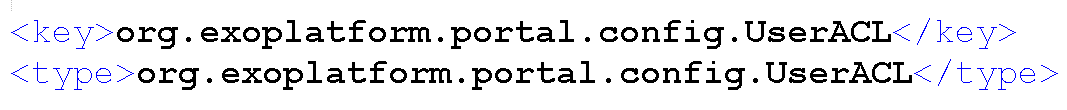 <key>org.exoplatform.portal.config.UserACL</key>
<type>org.exoplatform.portal.config.UserACL</type>